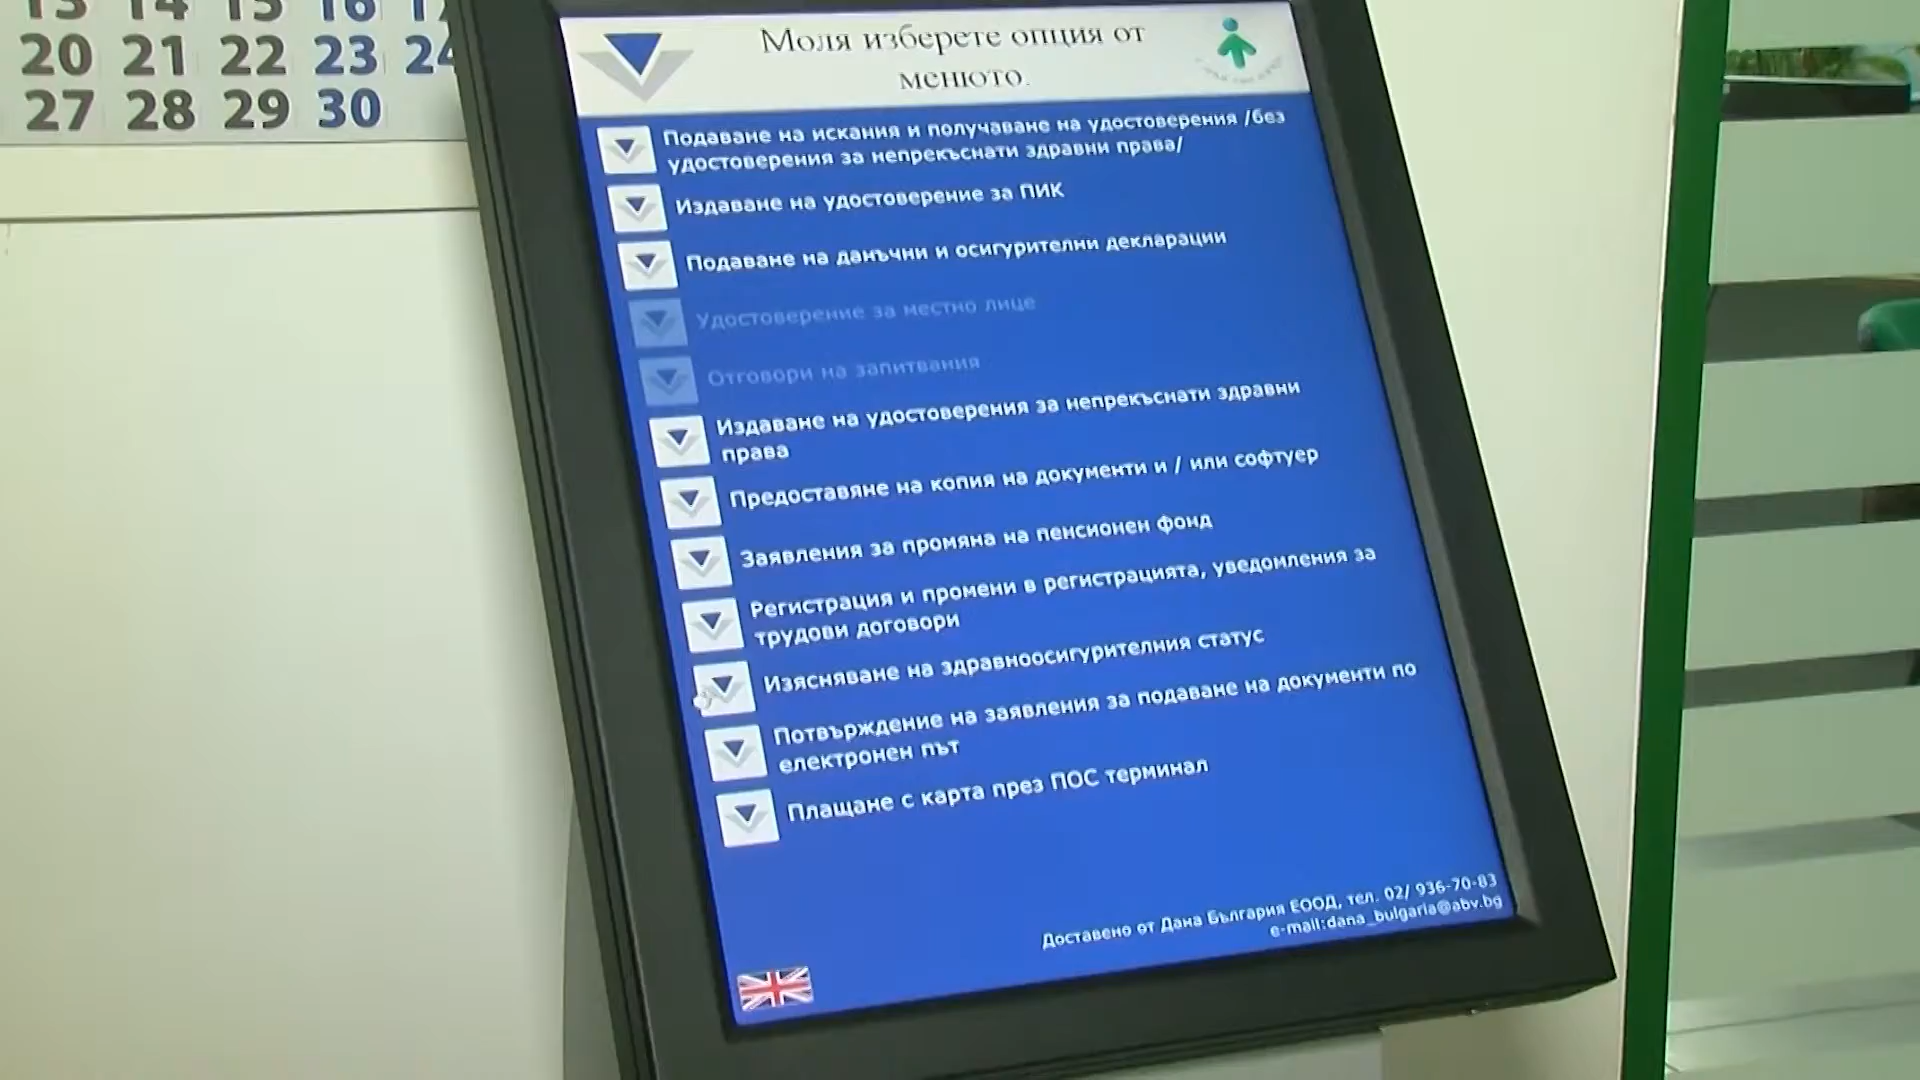 13 14 15 16 17
20 21 22 23 24
27 28 29 30
Моля изберете опция от
менюто.
Подаване на искания и получаване на удостоверения /без
удостоверения за непрекъснати здравни права/
Издаване на удостоверение за ПИК
Подаване на данъчни и осигурителни декларации
Удостоверение за местно лице
Отговори на запитвания
Издаване на удостоверения за непрекъснати здравни
права
Предоставяне на копия на документи и / или софтуер
Заявления за промяна на пенсионен фонд
Регистрация и промени в регистрацията, уведомления за
трудови договори
Изясняване на здравноосигурителния статус
Потвърждение на заявления за подаване на документи по
електронен път
Плащане с карта през ПОС терминал
Доставено от Дана България ЕООД, тел. 02/ 936-70-83
e-mail:dana_bulgaria@abv.bg